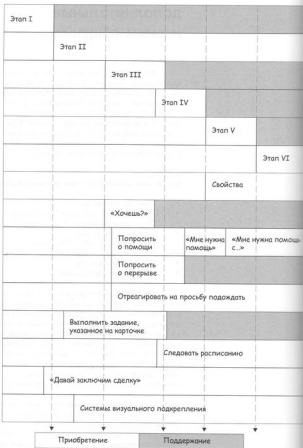 Этап I
Этап II
Этап III
Этап IV
Этап V
Этап VI
Свойства
«Хочешь?»
Попросить
о помощи
«Мне нужна
помощь»
«Мне нужна помощь
с...»
Попросить
о перерыве
Отреагировать на просьбу подождать
Выполнить задание,
указанное на карточке
Следовать расписанию
«Давай заключим сделку»
Системы визуального подкрепления
Приобретение
Поддержание